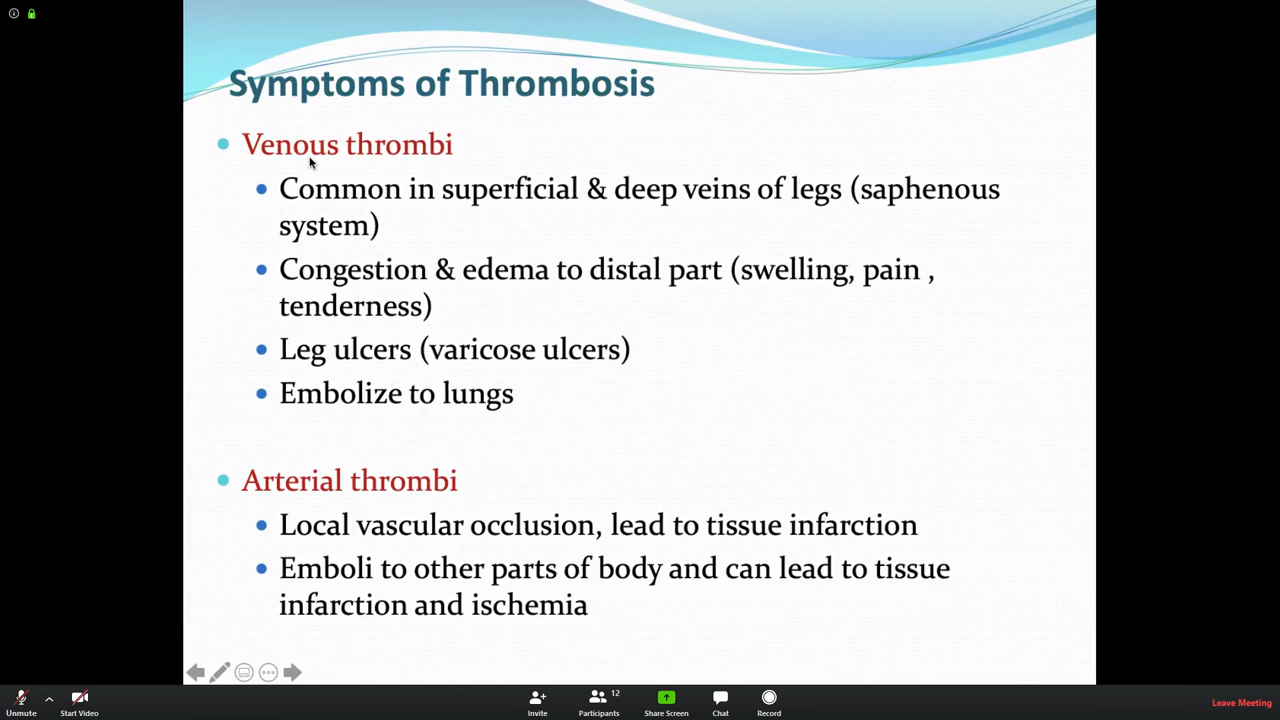 Symptoms of Thrombosis
Venous thrombi
Common in superficial & deep veins of legs (saphenous
system)
Congestion & edema to distal part (swelling, pain ,
tenderness)
Leg ulcers (varicose ulcers)
Embolize to lungs
Arterial thrombi
Local vascular occlusion, lead to tissue infarction
Emboli to other parts of body and can lead to tissue
infarction and ischemia
Unmute
Start Video
Invite
12
Participants
Share Screen
Chat
Record
Leave Meeting